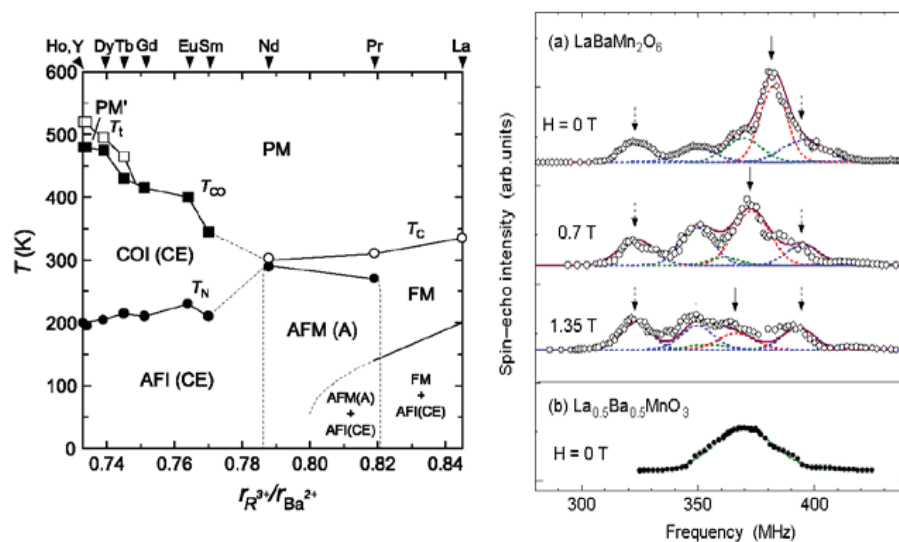 Ho,Y Dy Tb Gd Eu Sm Nd Pr La
600
500
400
300
200
100
0
T (K)
PM'
Tt
PM
TCO
TC
COI (CE)
TN
FM
AFM (A)
AFI (CE)
AFM(A)
+
AFI(CE)
FM
+
AFI(CE)
0.74 0.76 0.78 0.80 0.82 0.84
rR3+/rBa2+
(a) LaBaMn2O6
H = 0 T
0.7 T
1.35 T
(b) La0.5Ba0.5MnO3
H = 0 T
Spin–echo intensity (arb.units)
300 350 400
Frequency (MHz)